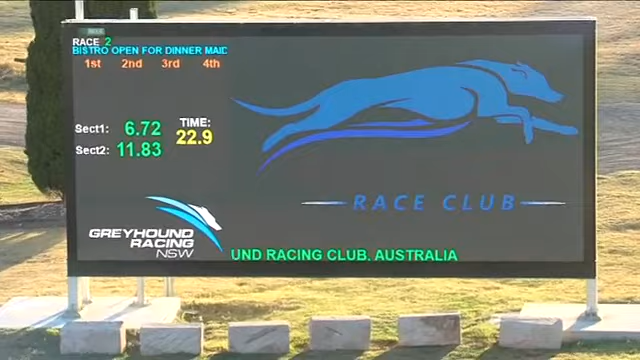 RACE 2
BISTRO OPEN FOR DINNER MAID
1st 2nd 3rd 4th
Sect1: 6.72
Sect2: 11.83
TIME:
22.9
RACE CLUB
GREYHOUND
RACING
NSW
UND RACING CLUB. AUSTRALIA